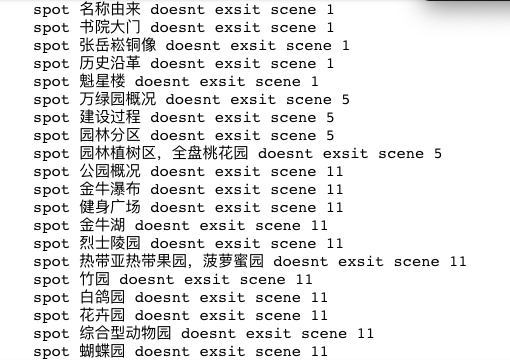 spot 名称由来 doesnt exsit scene 1
spot 书院大门 doesnt exsit scene 1
spot 张岳崧铜像 doesnt exsit scene 1
spot 历史沿革 doesnt exsit scene 1
spot 魁星楼 doesnt exsit scene 1
spot 万绿园概况 doesnt exsit scene 5
spot 建设过程 doesnt exsit scene 5
spot 园林分区 doesnt exsit scene 5
spot 园林植树区，全盘桃花园 doesnt exsit scene 5
spot 公园概况 doesnt exsit scene 11
spot 金牛瀑布 doesnt exsit scene 11
spot 健身广场 doesnt exsit scene 11
spot 金牛湖 doesnt exsit scene 11
spot 烈士陵园 doesnt exsit scene 11
spot 热带亚热带果园，菠萝蜜园 doesnt exsit scene 11
spot 竹园 doesnt exsit scene 11
spot 白鸽园 doesnt exsit scene 11
spot 花卉园 doesnt exsit scene 11
spot 综合型动物园 doesnt exsit scene 11
spot 蝴蝶园 doesnt exsit scene 11